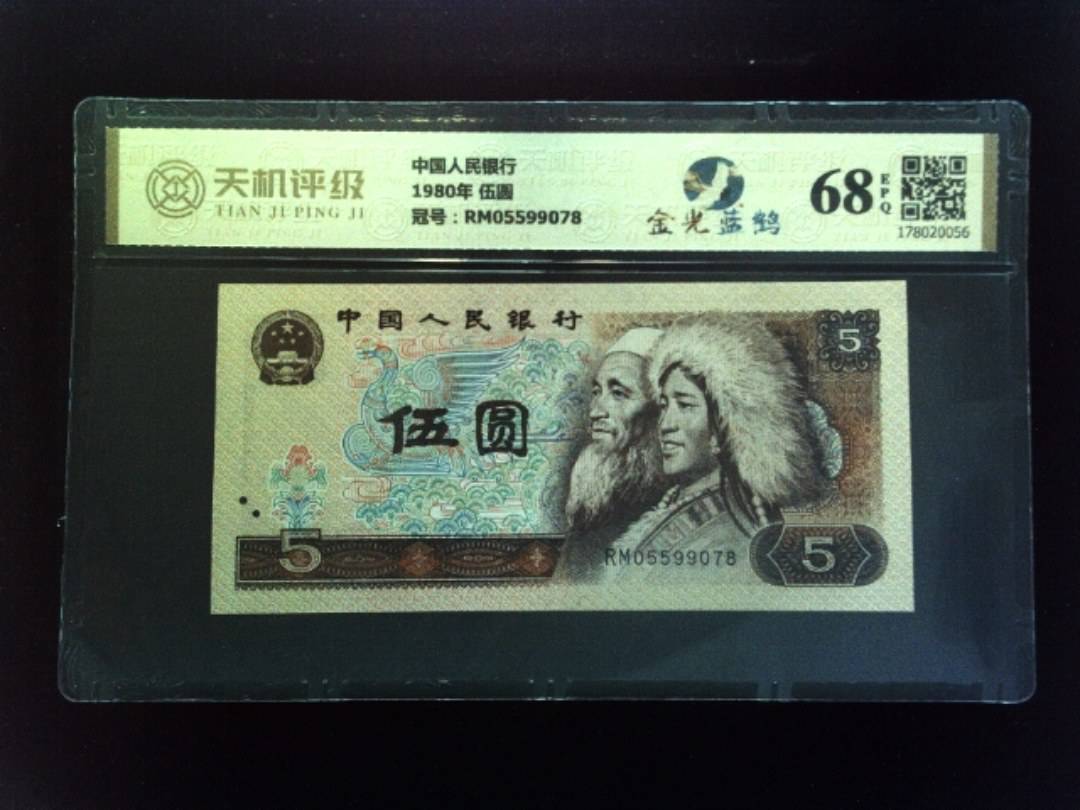 天机评级
TIAN JI PING JI
中国人民银行
1980年 伍圆
冠号：RM05599078
金光蓝鹤
68
EPQ
178020056
中国人民银行
5
伍圆
5
RM05599078
5